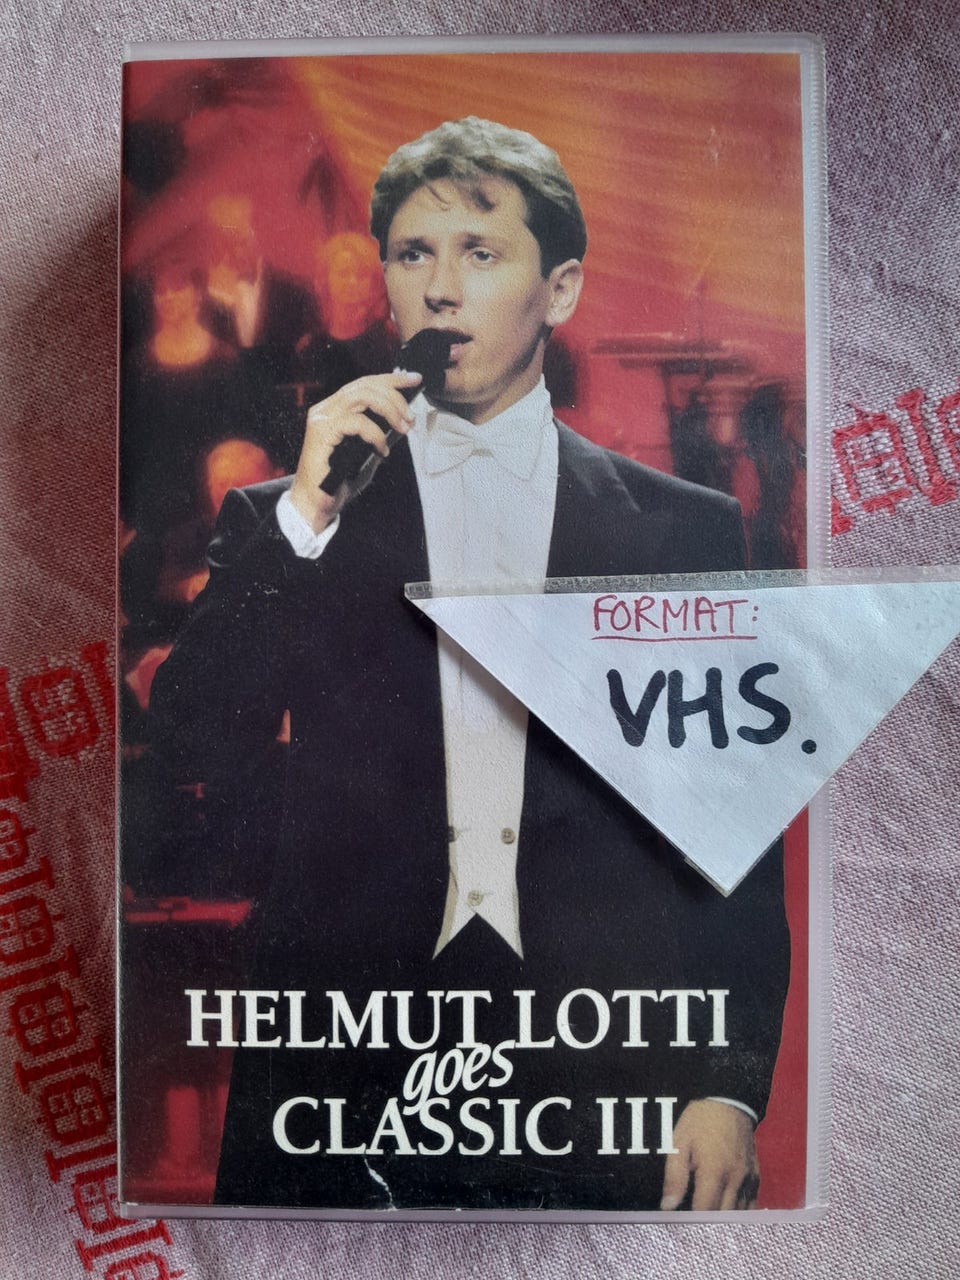 FORMAT:
VHS.
HELMUT LOTTI
goes
CLASSIC III